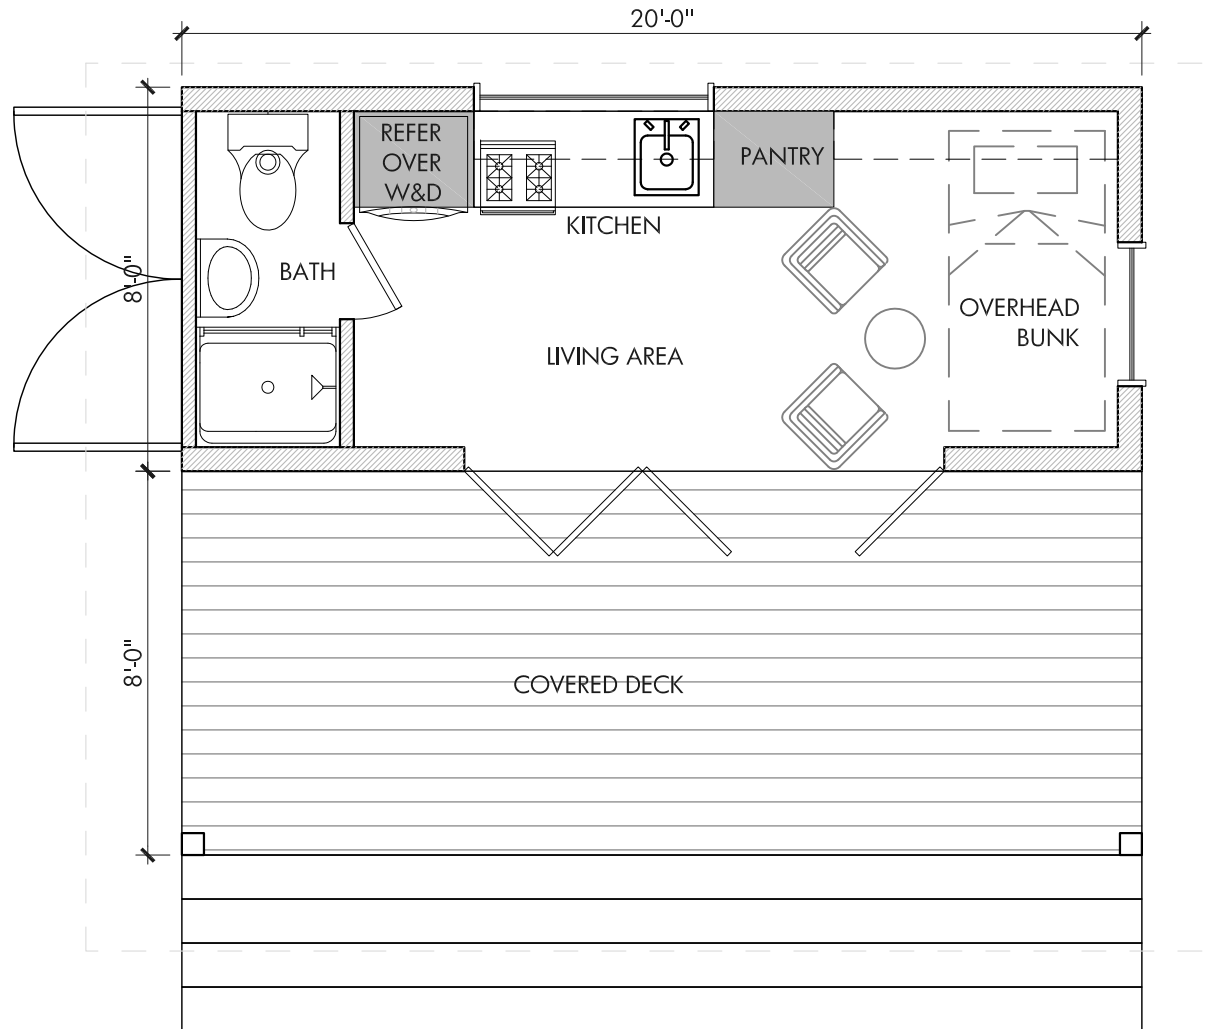 20'-0"
REFER
OVER
W&D
PANTRY
KITCHEN
BATH
8'-0"
OVERHEAD
BUNK
LIVING AREA
8'-0"
COVERED DECK